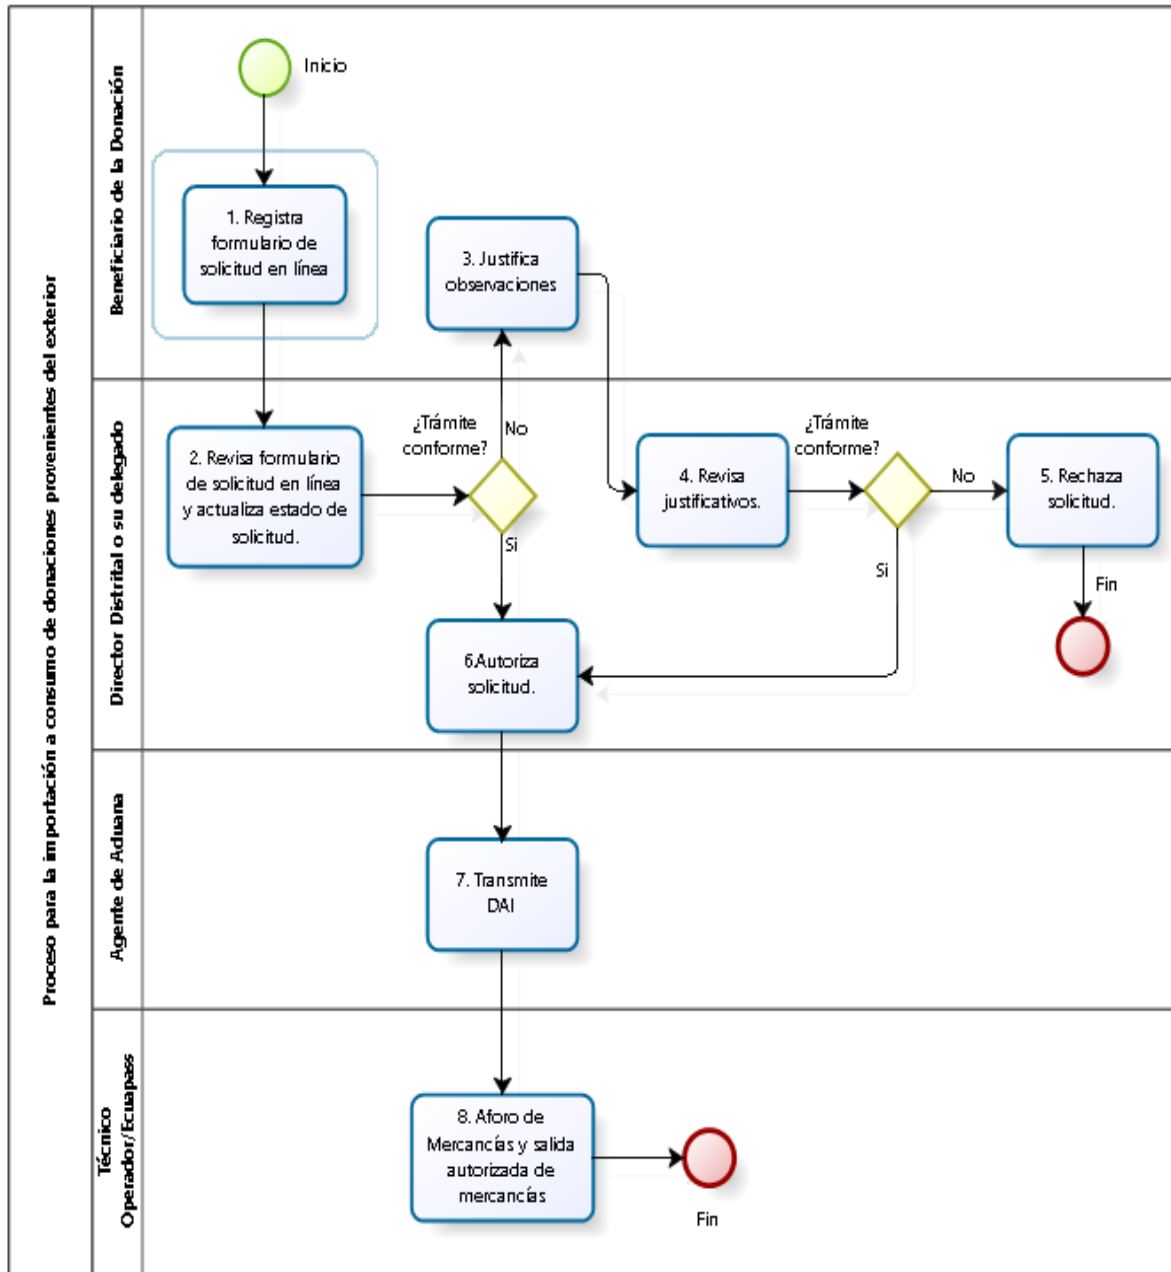 Proceso para la importación a consumo de donaciones provenientes del exterior
Beneficiario de la Donación
Inicio
1. Registra
formulario de
solicitud en línea
3. Justifica
observaciones
Director Distrital o su delegado
2. Revisa formulario
de solicitud en línea
y actualiza estado de
solicitud.
¿Trámite
conforme?
No
Si
4. Revisa
justificativos.
¿Trámite
conforme?
No
Si
5. Rechaza
solicitud.
Fin
6.Autoriza
solicitud.
Agente de Aduana
7. Transmite
DAI
Técnico
Operador/Ecuapass
8. Aforo de
Mercancías y salida
autorizada de
mercancías
Fin